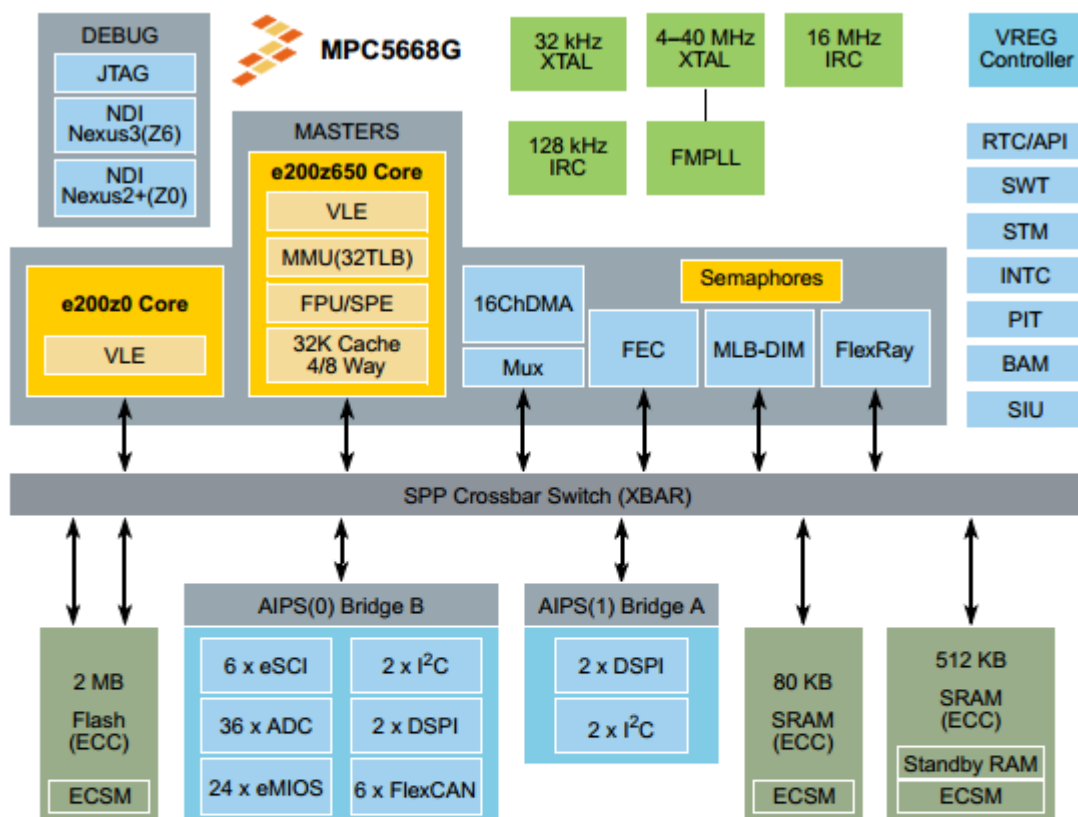 DEBUG
JTAG
NDI
Nexus3(Z6)
NDI
Nexus2+(Z0)
MPC5668G
32 kHz
XTAL
4–40 MHz
XTAL
16 MHz
IRC
128 kHz
IRC
FMPLL
VREG
Controller
RTC/API
SWT
STM
INTC
PIT
BAM
SIU
MASTERS
e200z650 Core
VLE
MMU(32TLB)
FPU/SPE
32K Cache
4/8 Way
e200z0 Core
VLE
16ChDMA
Mux
Semaphores
FEC
MLB-DIM
FlexRay
SPP Crossbar Switch (XBAR)
2 MB
Flash
(ECC)
ECSM
AIPS(0) Bridge B
6 x eSCI
2 x I²C
36 x ADC
2 x DSPI
24 x eMIOS
6 x FlexCAN
AIPS(1) Bridge A
2 x DSPI
2 x I²C
80 KB
SRAM
(ECC)
ECSM
512 KB
SRAM
(ECC)
Standby RAM
ECSM